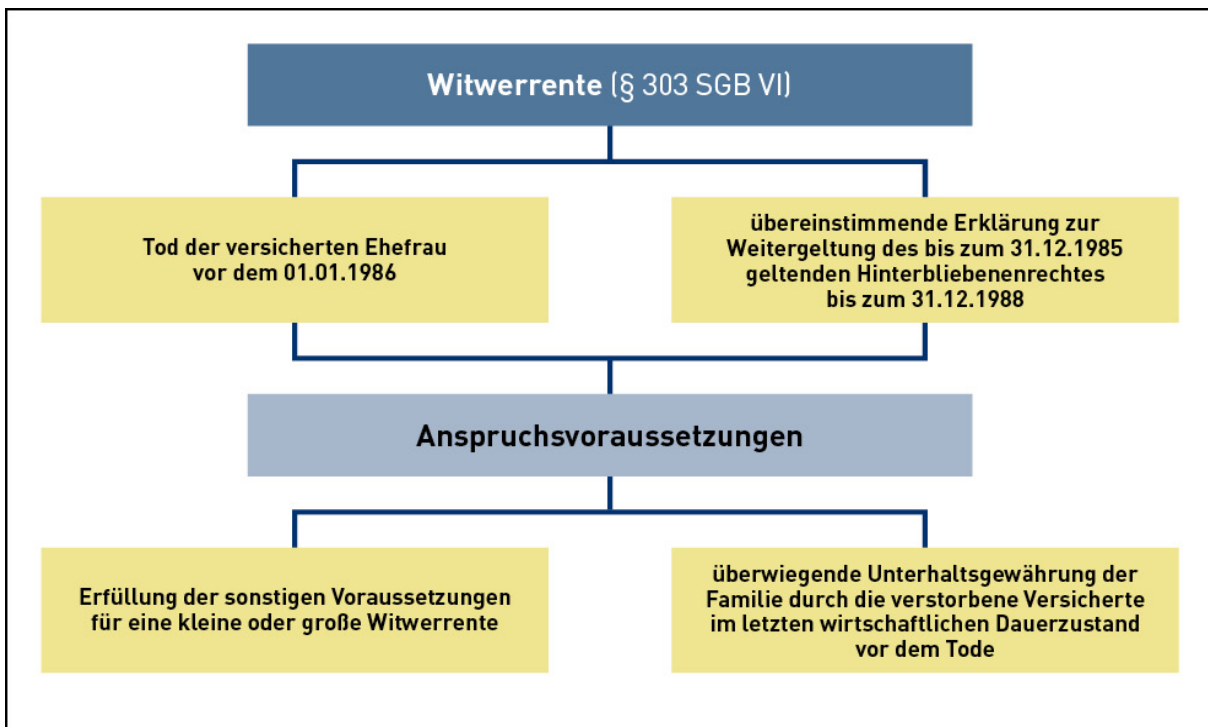 Witwerrente (§ 303 SGB VI)
Tod der versicherten Ehefrau
vor dem 01.01.1986
übereinstimmende Erklärung zur
Weitergeltung des bis zum 31.12.1985
geltenden Hinterbliebenenrechtes
bis zum 31.12.1988
Anspruchsvoraussetzungen
Erfüllung der sonstigen Voraussetzungen
für eine kleine oder große Witwerrente
überwiegende Unterhaltsgewährung der
Familie durch die verstorbene Versicherte
im letzten wirtschaftlichen Dauerzustand
vor dem Tode